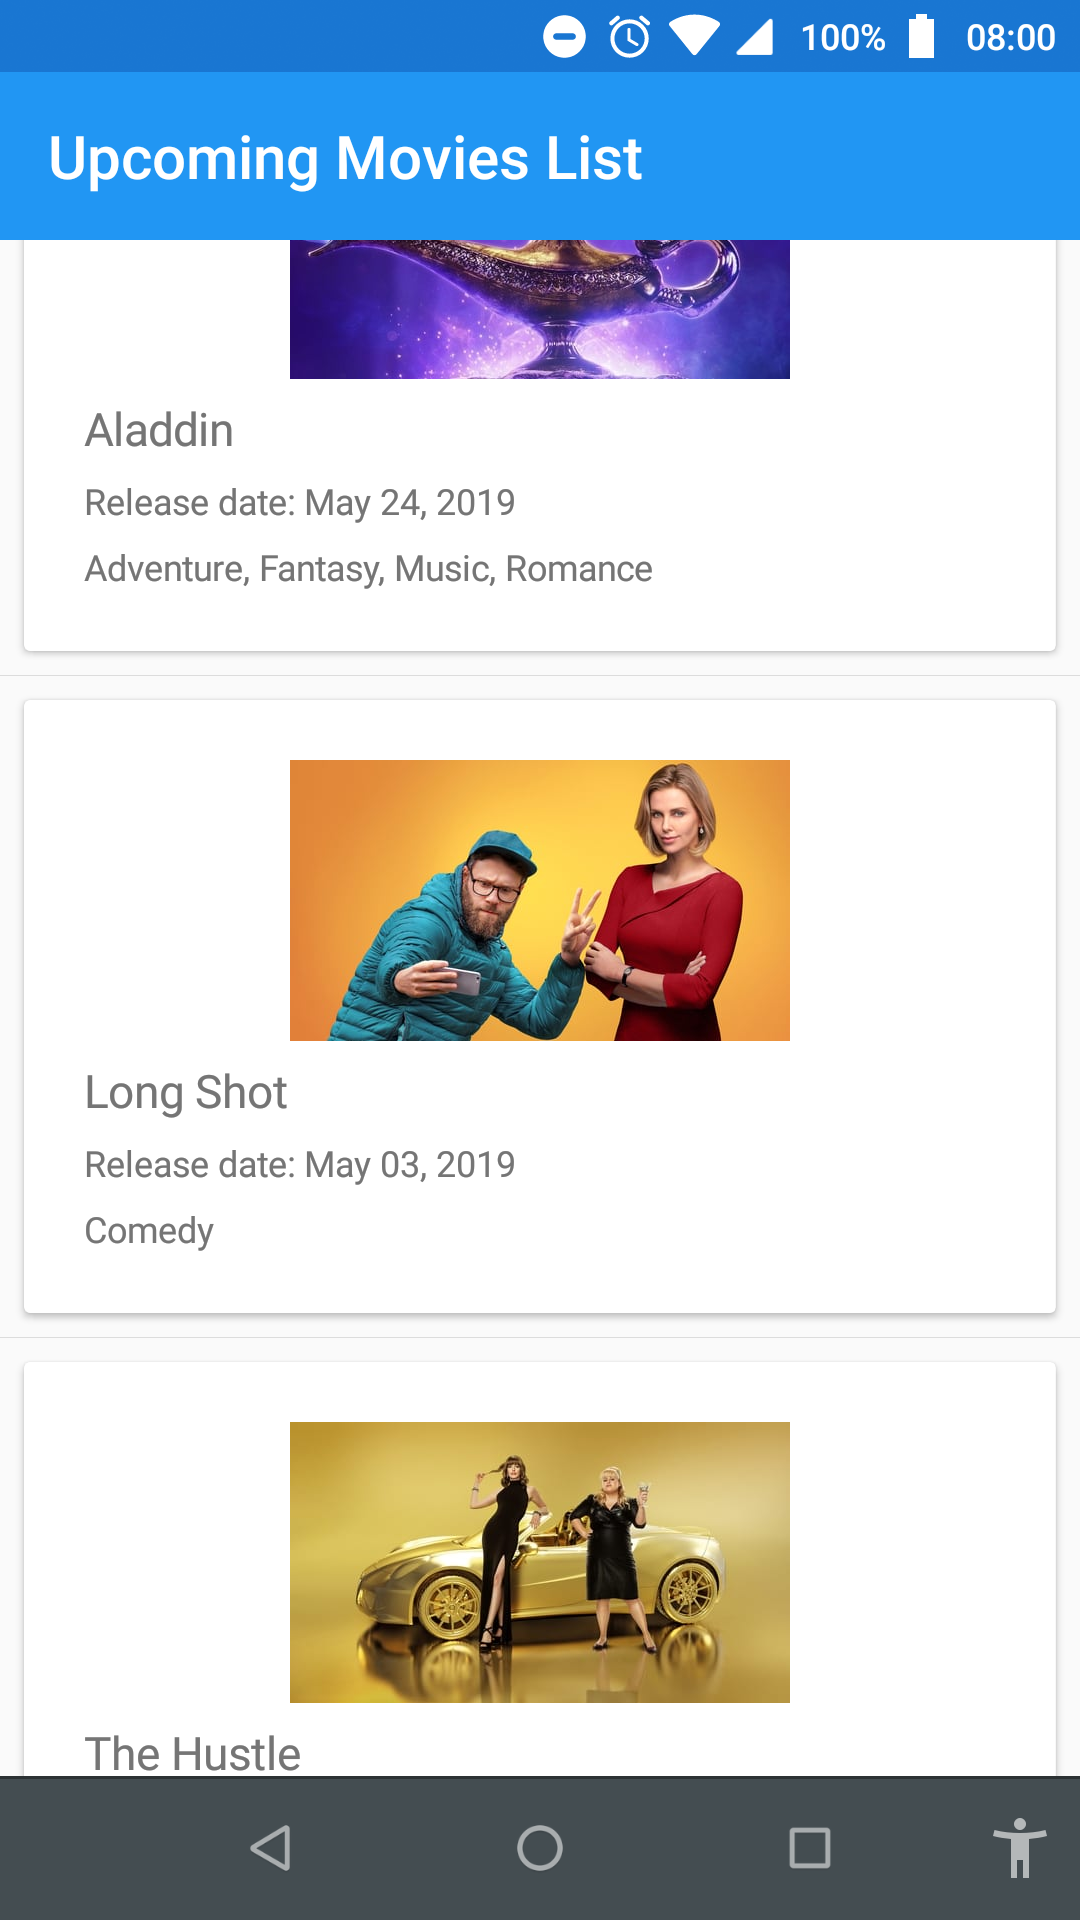 100% 08:00
Upcoming Movies List
Aladdin
Release date: May 24, 2019
Adventure, Fantasy, Music, Romance
Long Shot
Release date: May 03, 2019
Comedy
The Hustle